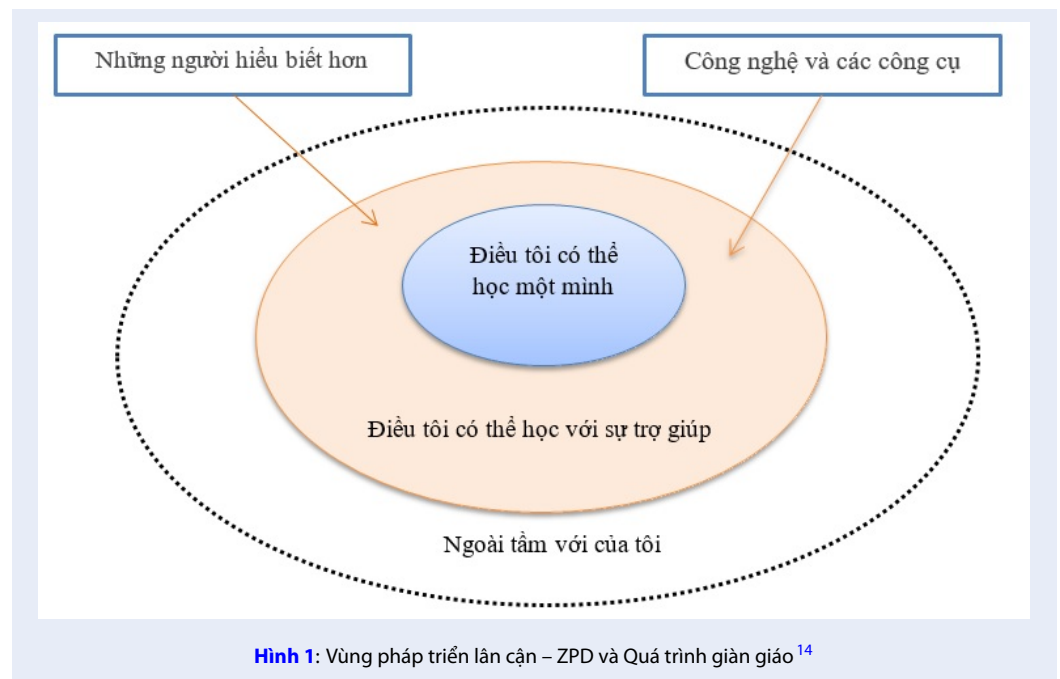 Những người hiểu biết hơn
Công nghệ và các công cụ
Điều tôi có thể
học một mình
Điều tôi có thể học với sự trợ giúp
Ngoài tầm với của tôi
Hình 1: Vùng pháp triển lân cận – ZPD và Quá trình giàn giáo 14